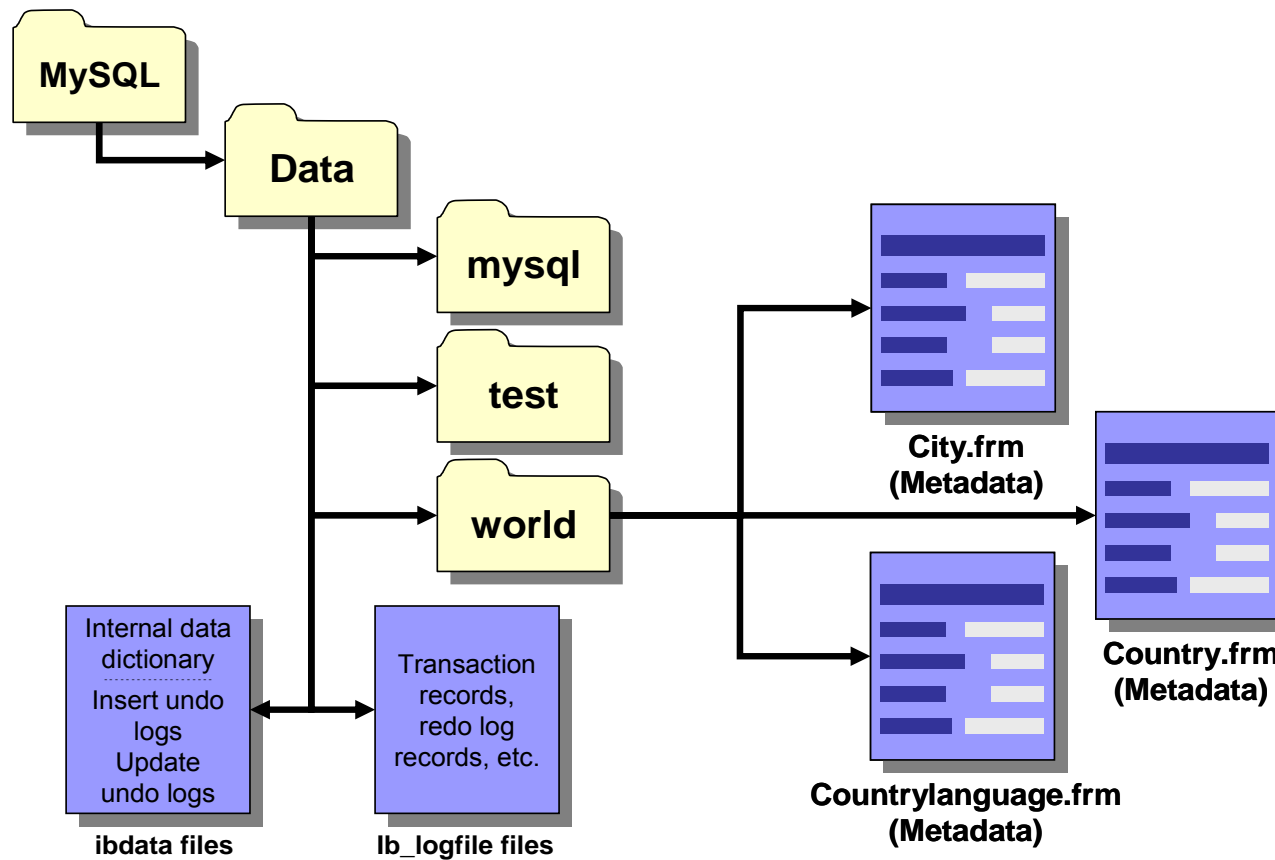 MySQL
Data
mysql
test
world
City.frm
(Metadata)
Country.frm
(Metadata)
Countrylanguage.frm
(Metadata)
Internal data
dictionary
Insert undo
logs
Update
undo logs
ibdata files
Transaction
records,
redo log
records, etc.
Ib_logfile files